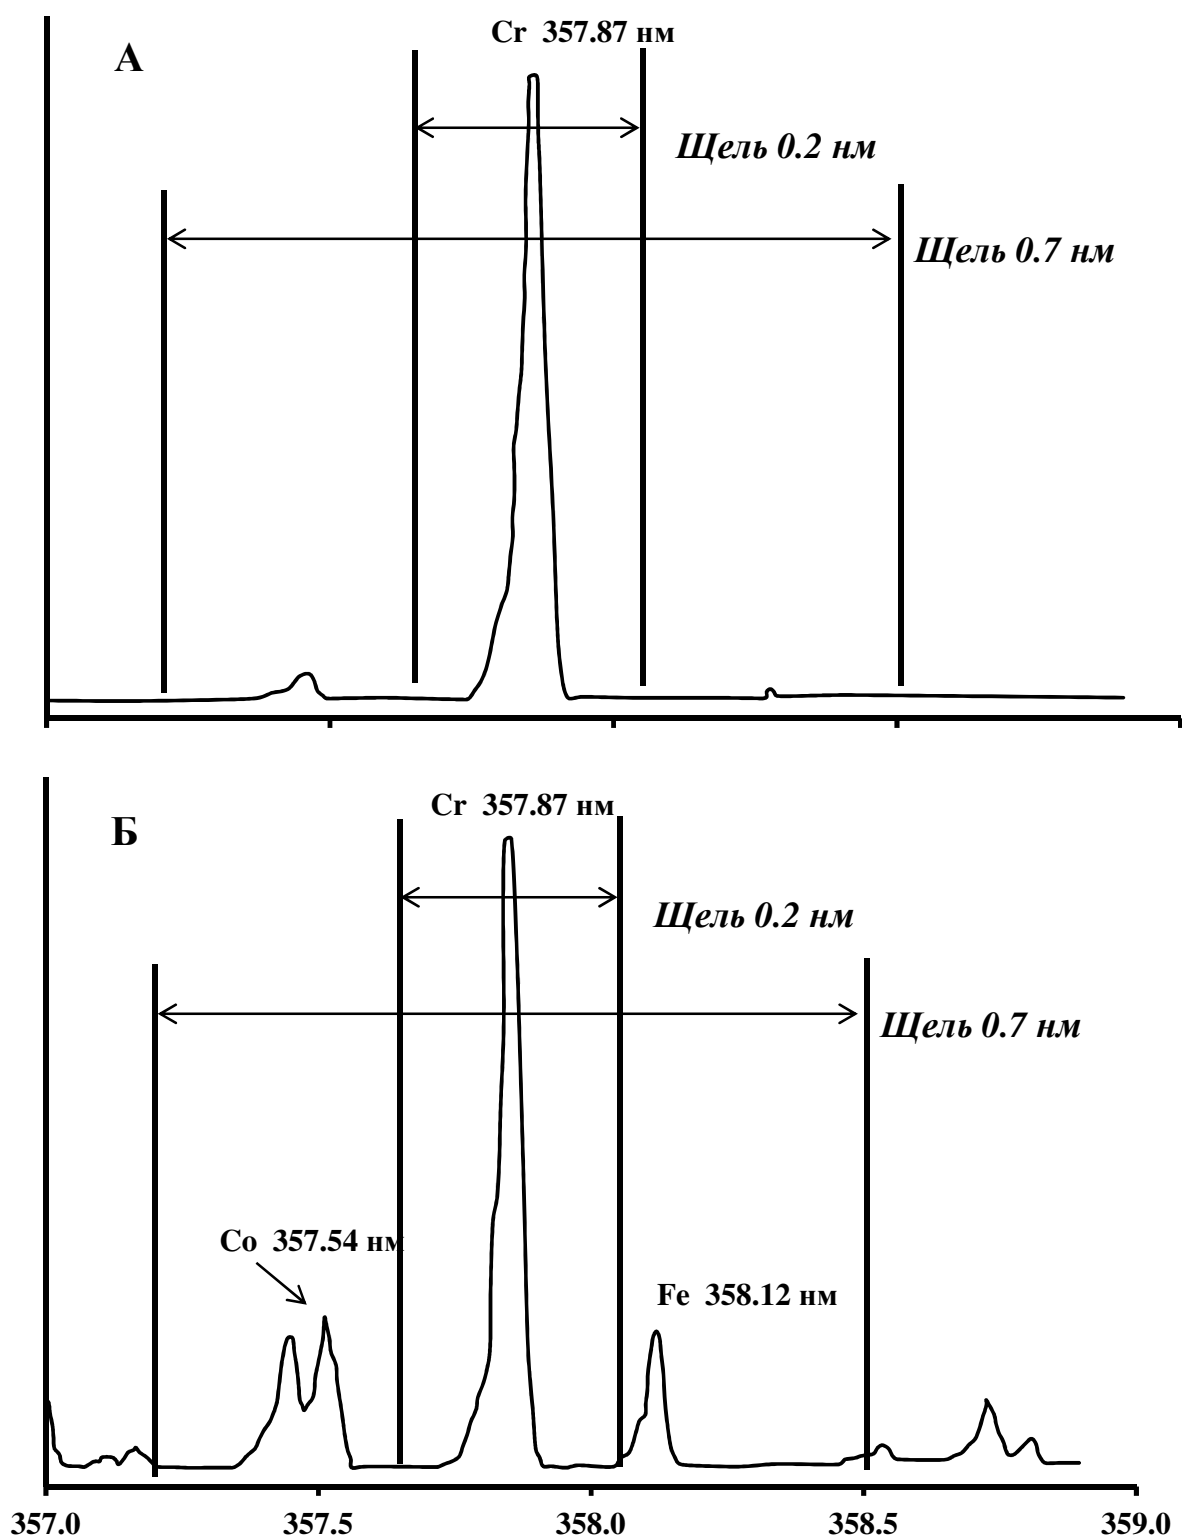 Cr 357.87 нм
А
Щель 0.2 нм
Щель 0.7 нм
Cr 357.87 нм
Б
Щель 0.2 нм
Щель 0.7 нм
Co 357.54 нм
Fe 358.12 нм
357.0 357.5 358.0 358.5 359.0